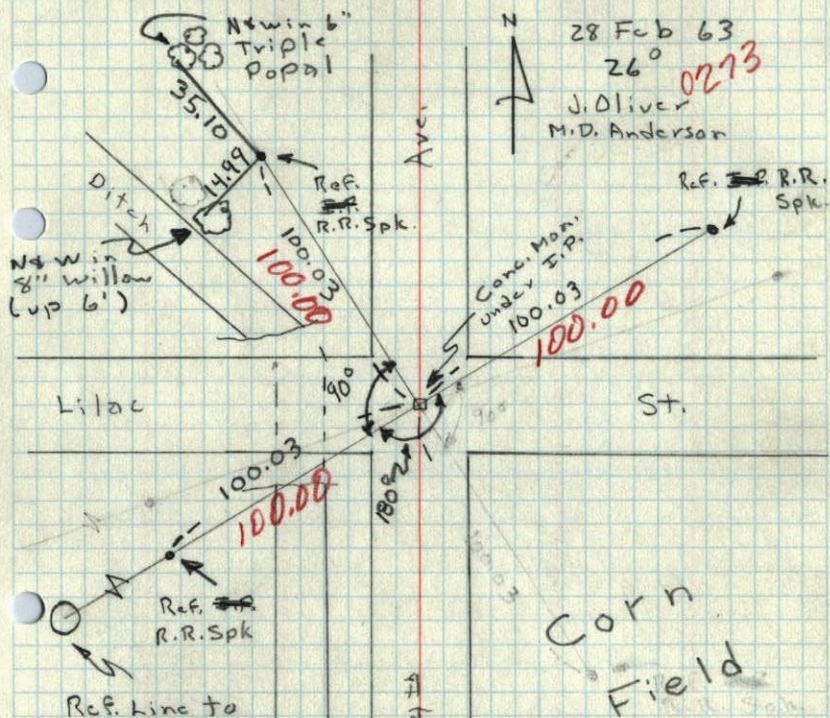 N & W in 6"
Triple
Popal
28 Feb 63
26°
0273
J. Oliver
M.D. Anderson
N
Ave.
35.10
14.99
Ditch
Ref.
R.R. Spk.
Ref. R.R.
Spk.
N & W in
8" Willow
(up 6')
100.03
100.00
Conc. Mon.
under I.P.
100.03
100.00
90°
Lilac
St.
90°
100.03
100.00
180°
100.03
Ref.
R.R. Spk
Corn
Field
Ref. Line to